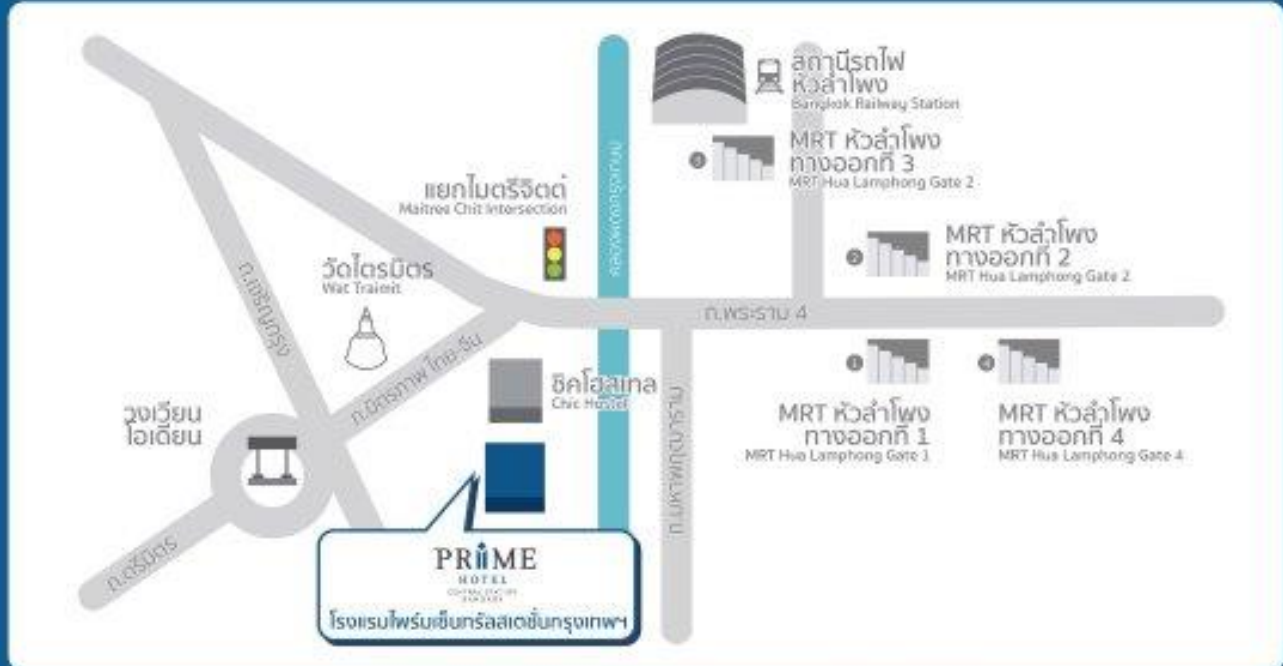 สถานีรถไฟ
หัวลำโพง
Bangkok Railway Station
3
MRT หัวลำโพง
ทางออกที่ 3
MRT Hua Lamphong Gate 2
แยกไมตรีจิตต์
Maitree Chit Intersection
คลองผดุงกรุงเกษม
2
MRT หัวลำโพง
ทางออกที่ 2
MRT Hua Lamphong Gate 2
วัดไตรมิตร
Wat Traimit
ถ.เจริญกรุง
ถ.พระราม 4
ถ.มิตรภาพ ไทย-จีน
ชิคโฮสเทล
Chic Hostel
1
MRT หัวลำโพง
ทางออกที่ 1
MRT Hua Lamphong Gate 1
4
MRT หัวลำโพง
ทางออกที่ 4
MRT Hua Lamphong Gate 4
วงเวียน
โอเดียน
ถ.มหาพฤฒาราม
ถ.ตรีมิตร
PRiiME
HOTEL
CENTRAL STATION
BANGKOK
โรงแรมไพร์มเซ็นทรัลสเตชั่นกรุงเทพฯ